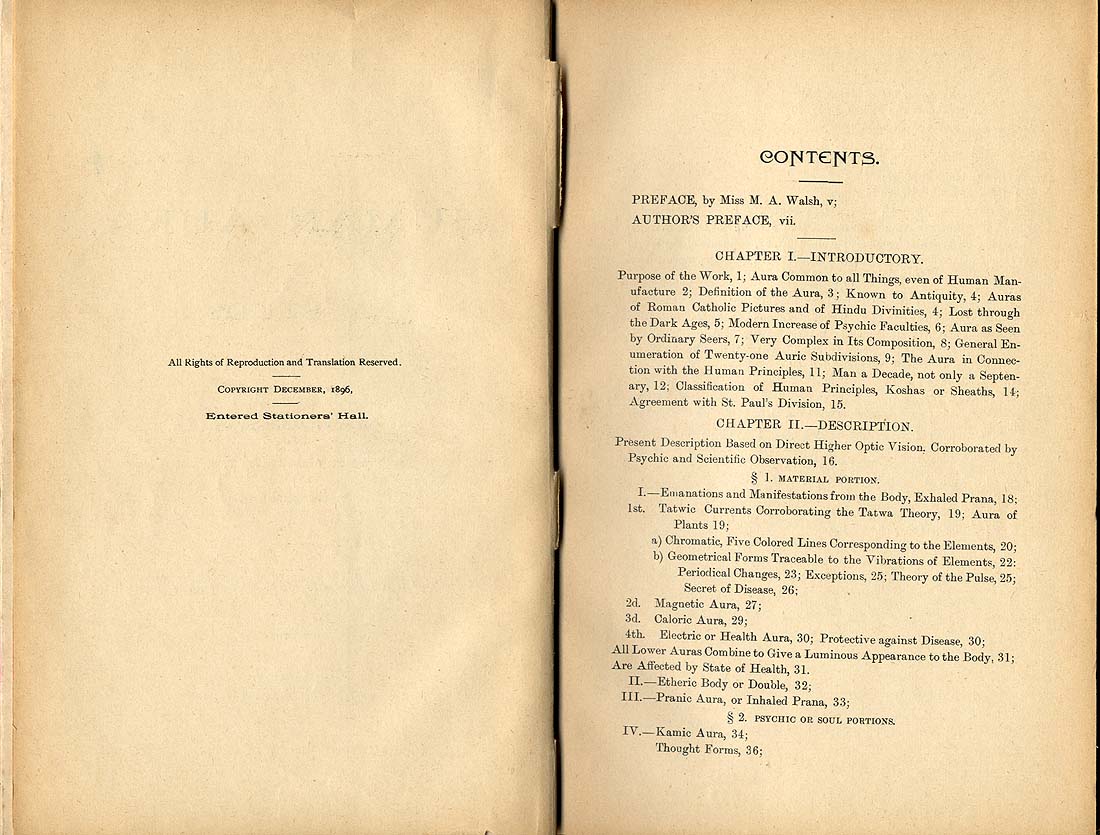 All Rights of Reproduction and Translation Reserved.
COPYRIGHT DECEMBER, 1896,
Entered Stationers' Hall.
CONTENTS.
PREFACE, by Miss M. A. Walsh, v;
AUTHOR'S PREFACE, vii.
CHAPTER I.—INTRODUCTORY.
Purpose of the Work, 1; Aura Common to all Things, even of Human Man-
ufacture 2; Definition of the Aura, 3; Known to Antiquity, 4; Auras
of Roman Catholic Pictures and of Hindu Divinities, 4; Lost through
the Dark Ages, 5; Modern Increase of Psychic Faculties, 6; Aura as Seen
by Ordinary Seers, 7; Very Complex in Its Composition, 8; General En-
umeration of Twenty-one Auric Subdivisions, 9; The Aura in Connec-
tion with the Human Principles, 11; Man a Decade, not only a Septen-
ary, 12; Classification of Human Principles, Koshas or Sheaths, 14;
Agreement with St. Paul's Division, 15.
CHAPTER II.—DESCRIPTION.
Present Description Based on Direct Higher Optic Vision, Corroborated by
Psychic and Scientific Observation, 16.
§ 1. MATERIAL PORTION.
I.—Emanations and Manifestations from the Body, Exhaled Prana, 18;
1st. Tatwic Currents Corroborating the Tatwa Theory, 19; Aura of
Plants 19;
a) Chromatic, Five Colored Lines Corresponding to the Elements, 20;
b) Geometrical Forms Traceable to the Vibrations of Elements, 22:
Periodical Changes, 23; Exceptions, 25; Theory of the Pulse, 25;
Secret of Disease, 26;
2d. Magnetic Aura, 27;
3d. Caloric Aura, 29;
4th. Electric or Health Aura, 30; Protective against Disease, 30;
All Lower Auras Combine to Give a Luminous Appearance to the Body, 31;
Are Affected by State of Health, 31.
II.—Etheric Body or Double, 32;
III.—Pranic Aura, or Inhaled Prana, 33;
§ 2. PSYCHIC OR SOUL PORTIONS.
IV.—Kamic Aura, 34;
Thought Forms, 36;